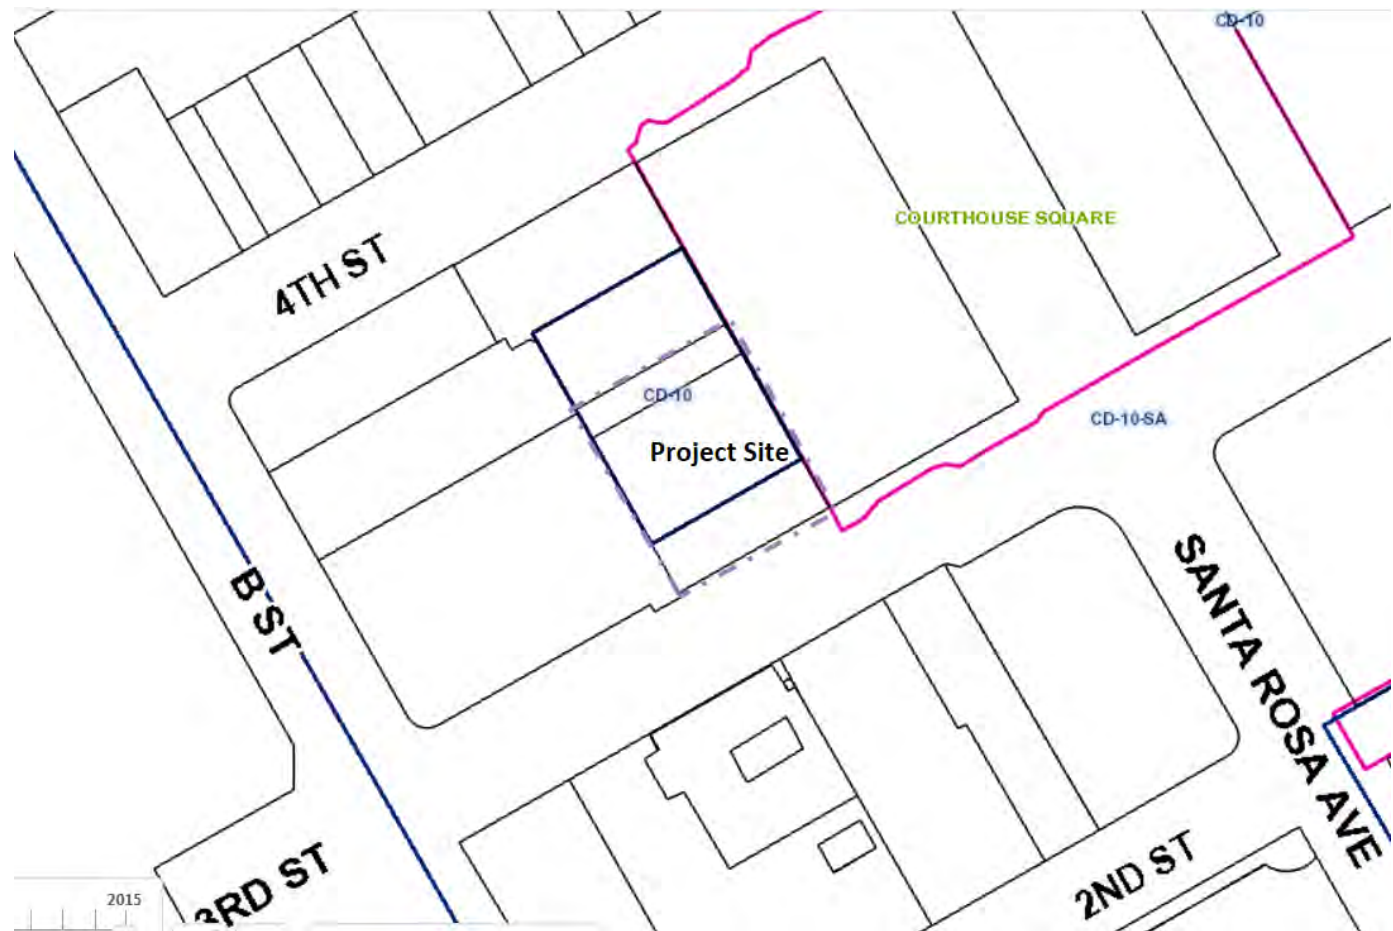 CD-10
COURTHOUSE SQUARE
4TH ST
CD-10
CD-10-SA
Project Site
B ST
SANTA ROSA AVE
3RD ST
2ND ST
2015